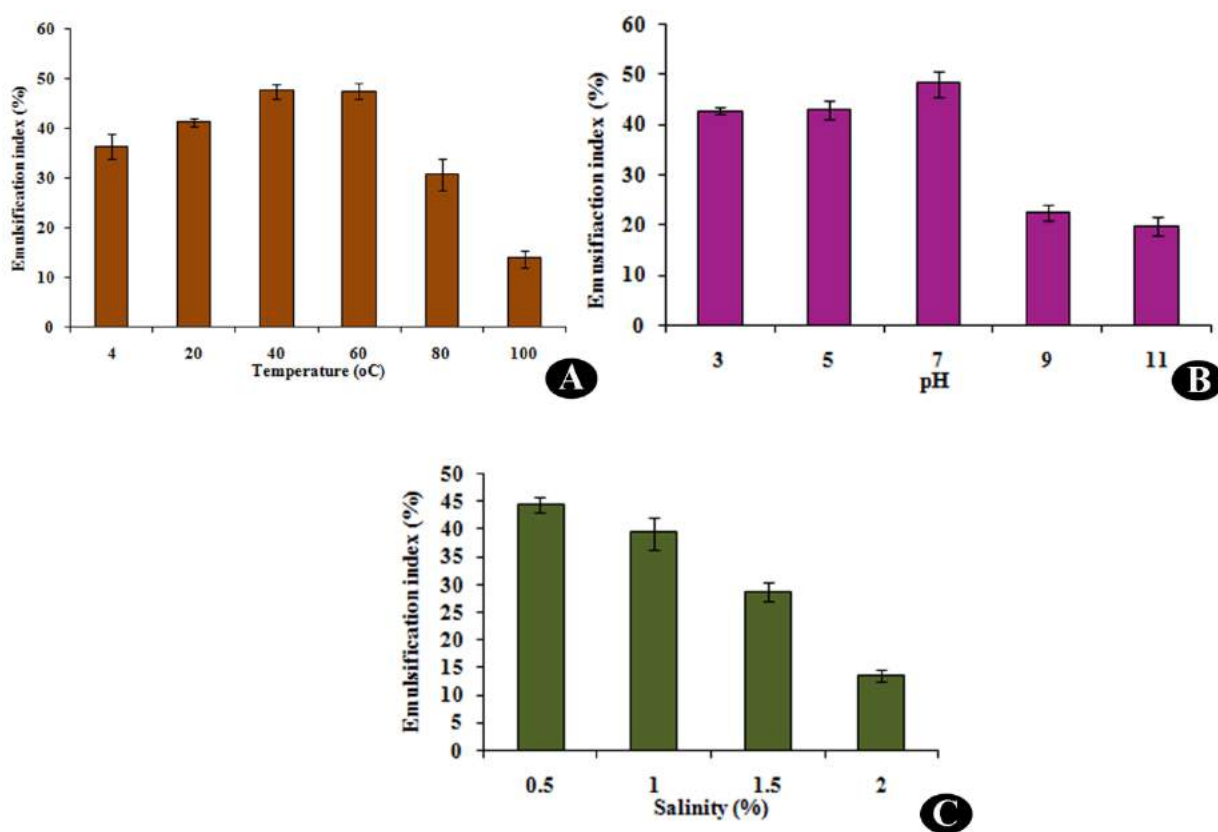 60
50
40
30
20
10
0
Emulsification index (%)
4 20 40 60 80 100
Temperature (oC)
A
60
50
40
30
20
10
0
Emusifiaction index (%)
3 5 7 9 11
pH
B
50
45
40
35
30
25
20
15
10
5
0
Emulsification index (%)
0.5 1 1.5 2
Salinity (%)
C